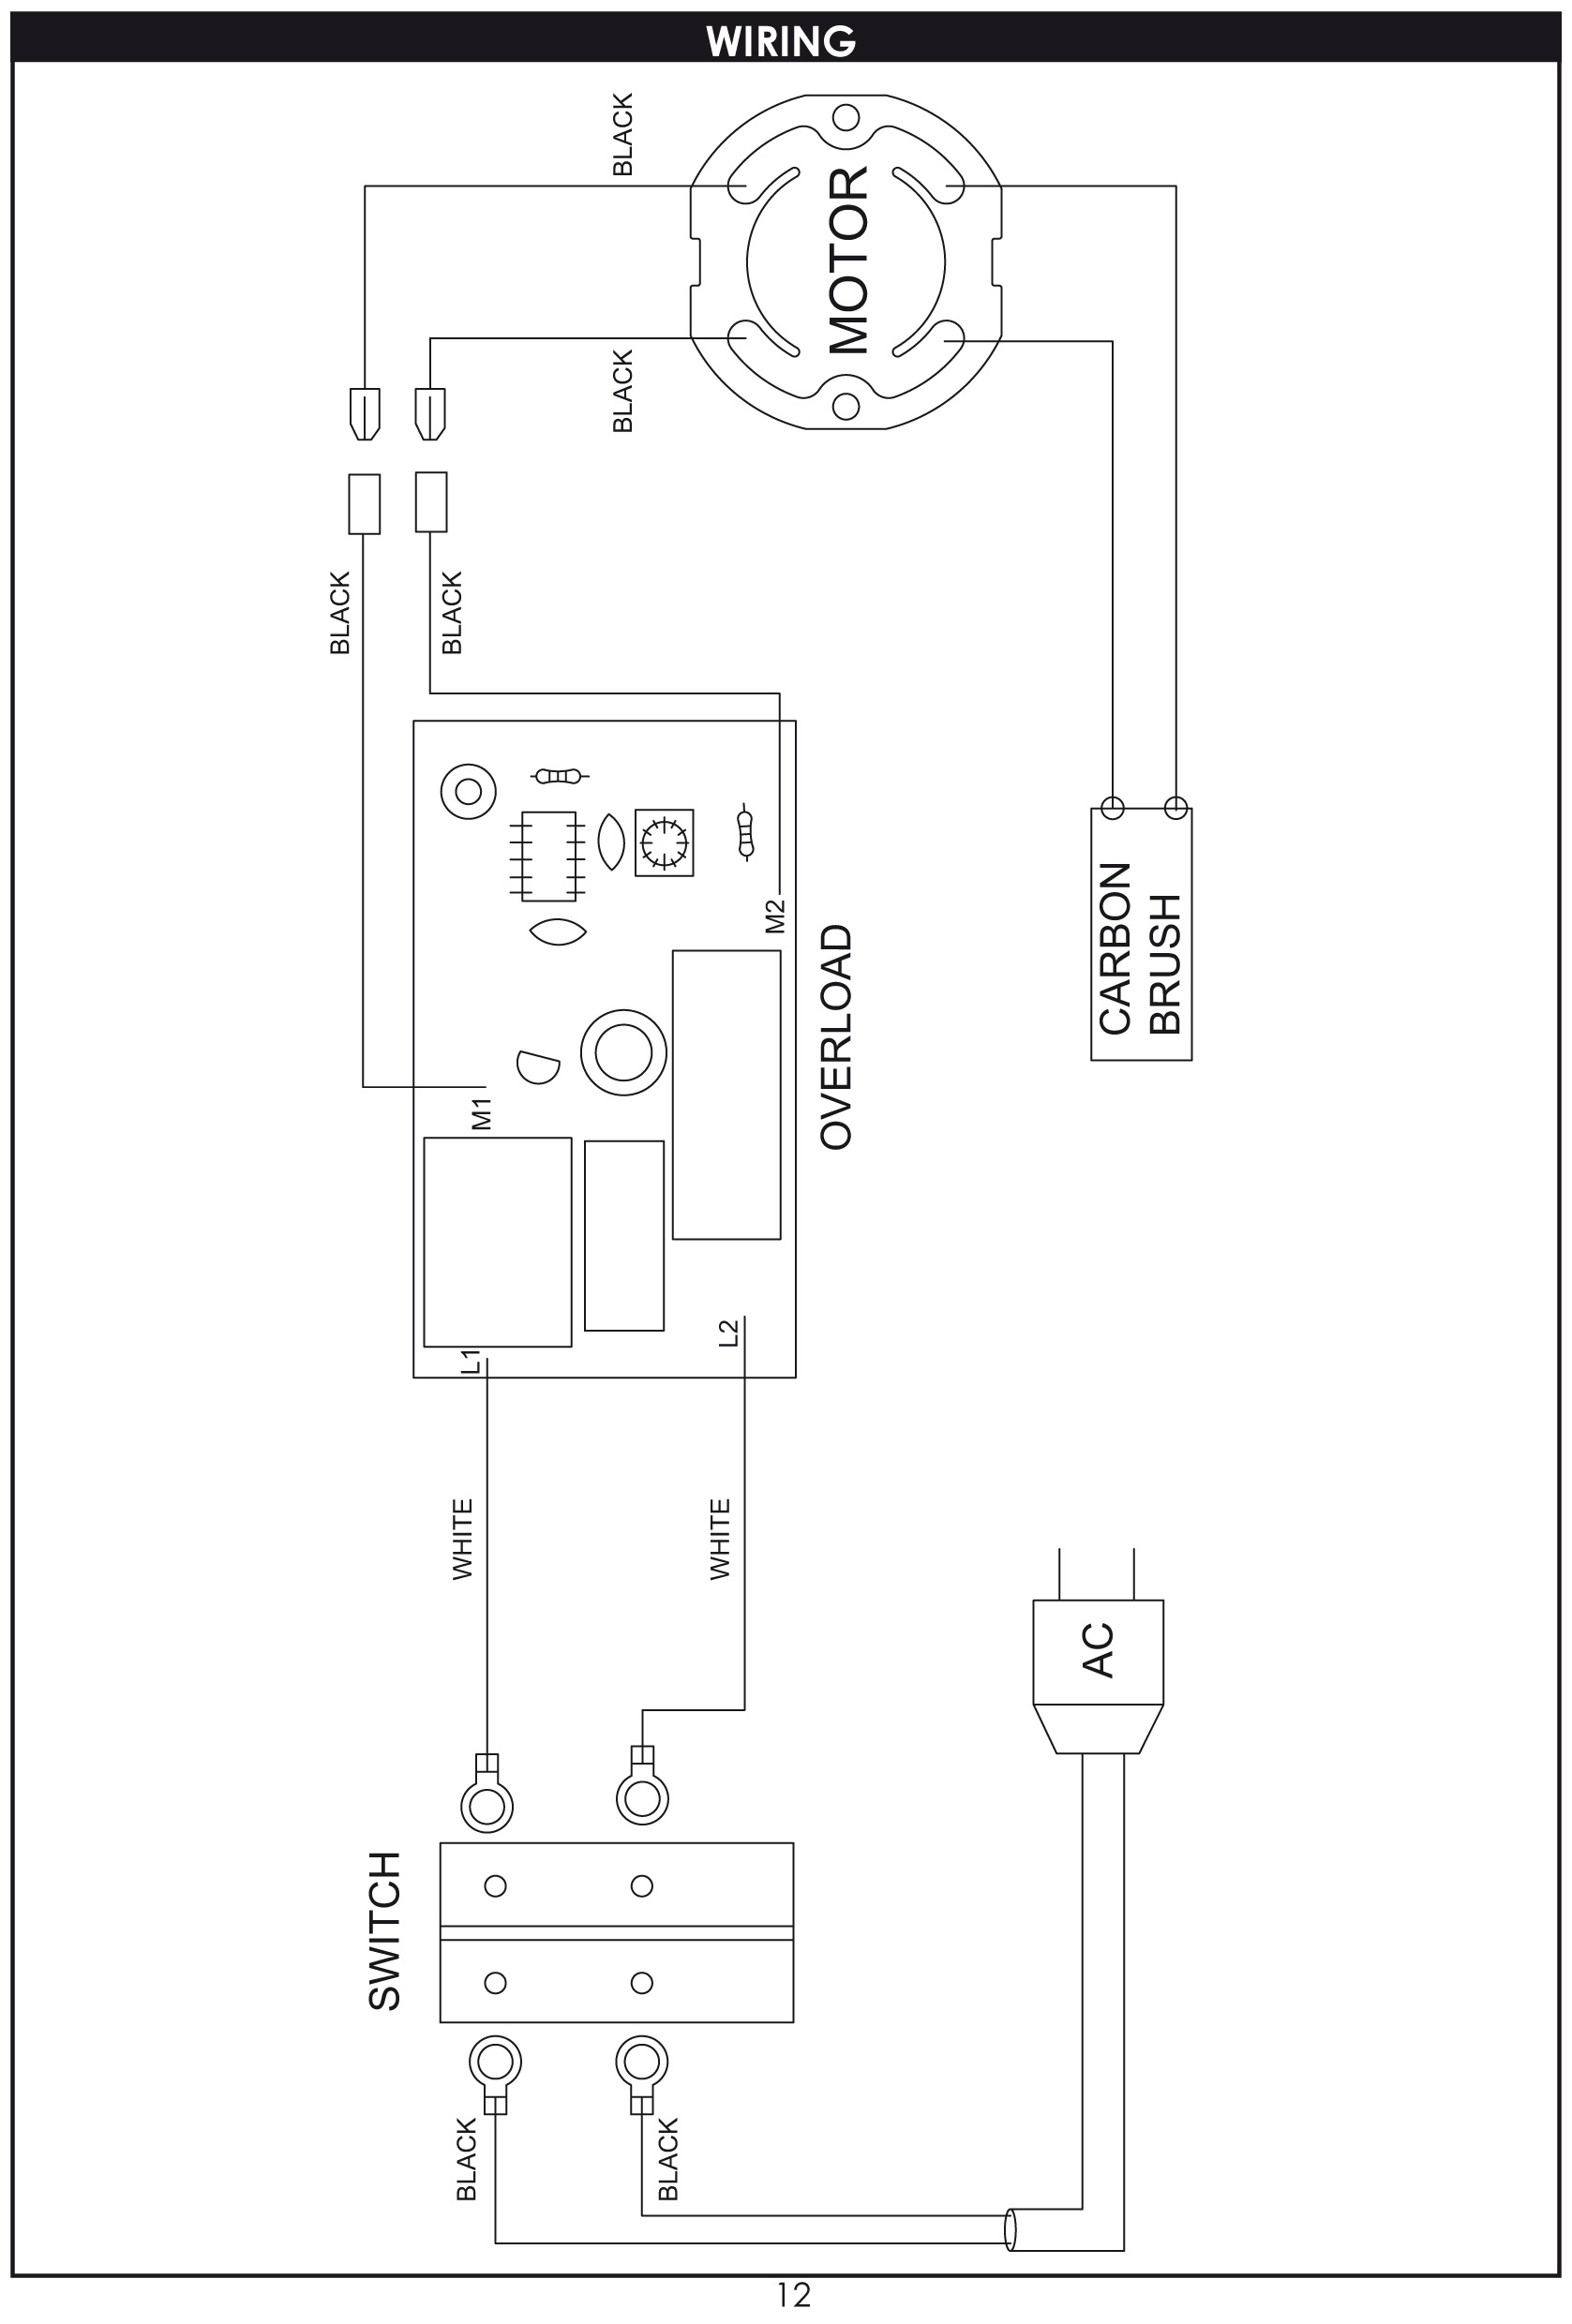 WIRING
BLACK
MOTOR
BLACK
BLACK
BLACK
M2
OVERLOAD
CARBON
BRUSH
M1
L2
L1
WHITE
WHITE
AC
SWITCH
BLACK
BLACK
12